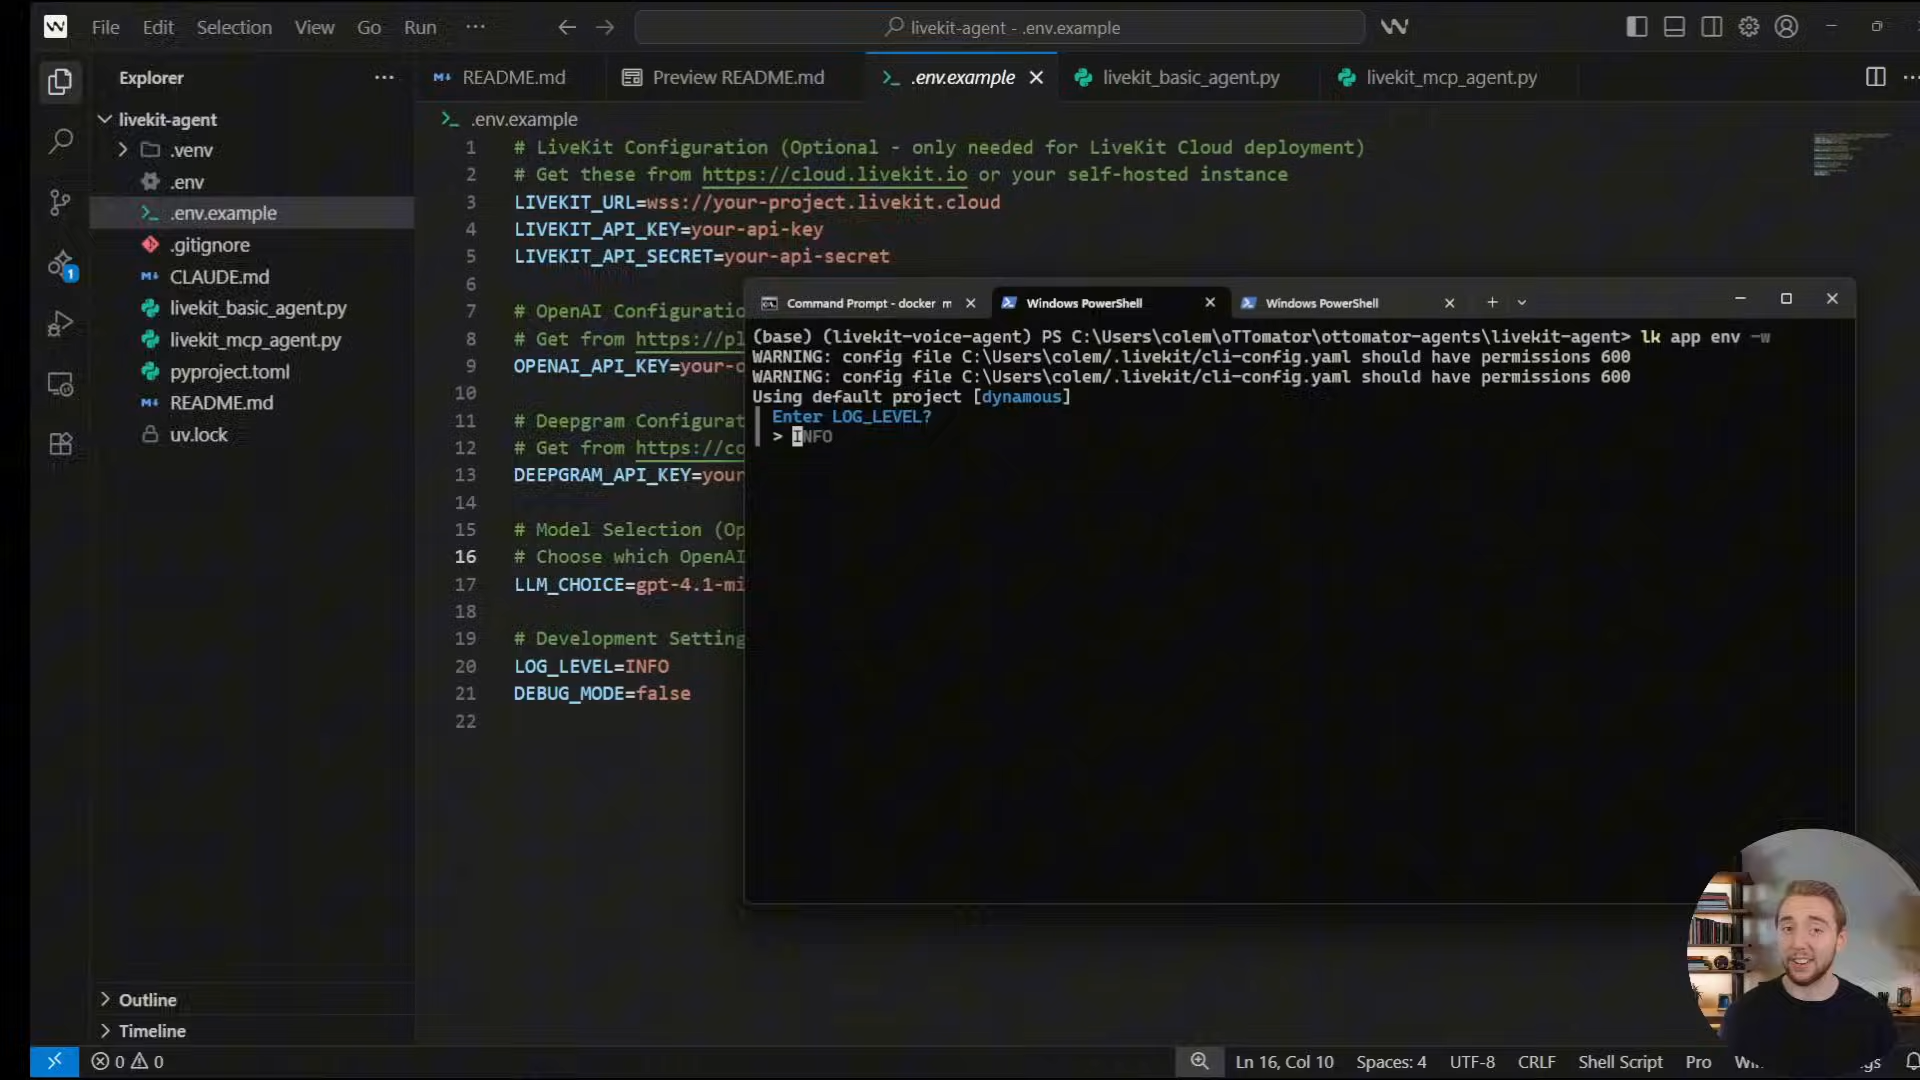 File Edit Selection View Go Run ··· livekit-agent - .env.example
Explorer
livekit-agent
.venv
.env
.env.example
.gitignore
CLAUDE.md
livekit_basic_agent.py
livekit_mcp_agent.py
pyproject.toml
README.md
uv.lock
Outline
Timeline
README.md Preview README.md .env.example livekit_basic_agent.py livekit_mcp_agent.py
.env.example
1 # LiveKit Configuration (Optional - only needed for LiveKit Cloud deployment)
2 # Get these from https://cloud.livekit.io or your self-hosted instance
3 LIVEKIT_URL=wss://your-project.livekit.cloud
4 LIVEKIT_API_KEY=your-api-key
5 LIVEKIT_API_SECRET=your-api-secret
6
7 # OpenAI Configuratio
8 # Get from https://pl
9 OPENAI_API_KEY=your-o
10
11 # Deepgram Configurat
12 # Get from https://co
13 DEEPGRAM_API_KEY=your
14
15 # Model Selection (Op
16 # Choose which OpenAI
17 LLM_CHOICE=gpt-4.1-mi
18
19 # Development Setting
20 LOG_LEVEL=INFO
21 DEBUG_MODE=false
22
Command Prompt - docker m Windows PowerShell Windows PowerShell
(base) (livekit-voice-agent) PS C:\Users\colem\oTTomator\ottomator-agents\livekit-agent> lk app env -w
WARNING: config file C:\Users\colem/.livekit/cli-config.yaml should have permissions 600
WARNING: config file C:\Users\colem/.livekit/cli-config.yaml should have permissions 600
Using default project [dynamous]
Enter LOG_LEVEL?
> INFO
0 0 Ln 16, Col 10 Spaces: 4 UTF-8 CRLF Shell Script Pro